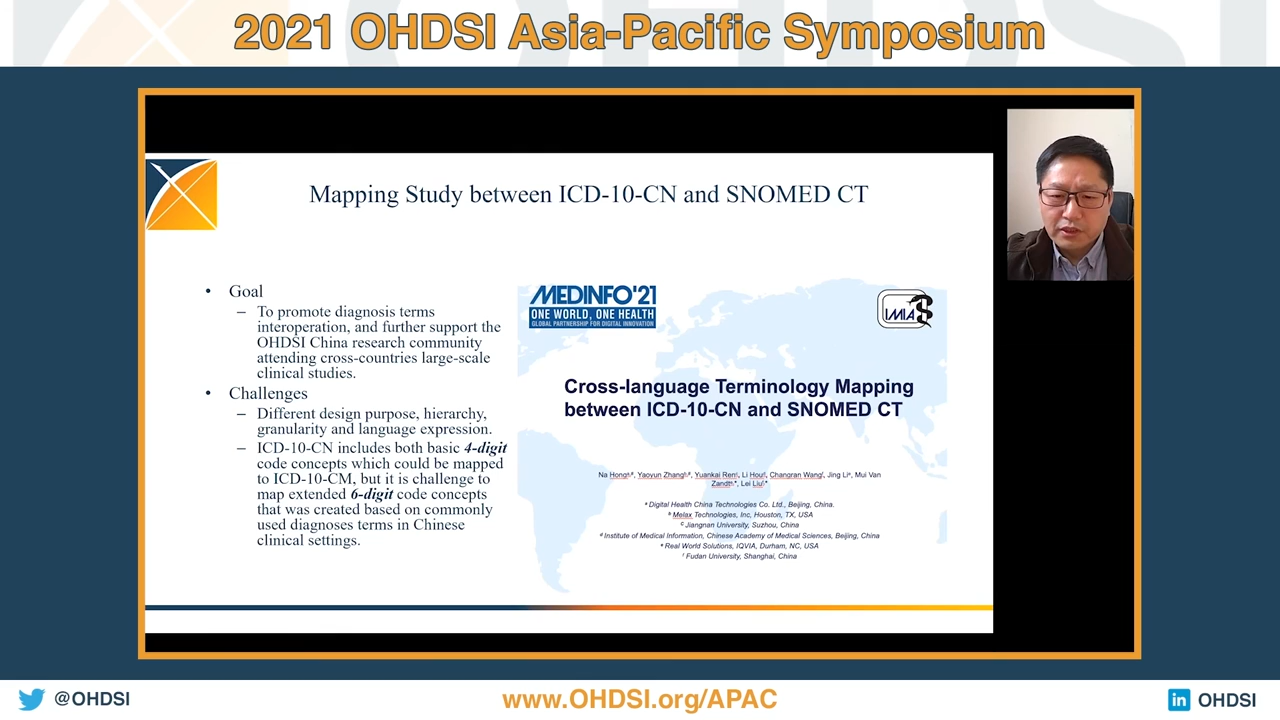 2021 OHDSI Asia-Pacific Symposium
Mapping Study between ICD-10-CN and SNOMED CT
• Goal
– To promote diagnosis terms
interoperation, and further support the
OHDSI China research community
attending cross-countries large-scale
clinical studies.
• Challenges
– Different design purpose, hierarchy,
granularity and language expression.
– ICD-10-CN includes both basic 4-digit
code concepts which could be mapped
to ICD-10-CM, but it is challenge to
map extended 6-digit code concepts
that was created based on commonly
used diagnoses terms in Chinese
clinical settings.
MEDINFO'21
ONE WORLD, ONE HEALTH
GLOBAL PARTNERSHIP FOR DIGITAL INNOVATION
IMIA
Cross-language Terminology Mapping
between ICD-10-CN and SNOMED CT
Na Hong, Yaoyun Zhang, Yuankai Ren, Li Hou, Changran Wang, Jing Li, Mui Van
Zandt, Lei Liu
a Digital Health China Technologies Co. Ltd., Beijing, China.
b Melax Technologies, Inc, Houston, TX, USA
c Jiangnan University, Suzhou, China
d Institute of Medical Information, Chinese Academy of Medical Sciences, Beijing, China
e Real World Solutions, IQVIA, Durham, NC, USA
f Fudan University, Shanghai, China
@OHDSI
www.OHDSI.org/APAC
in OHDSI